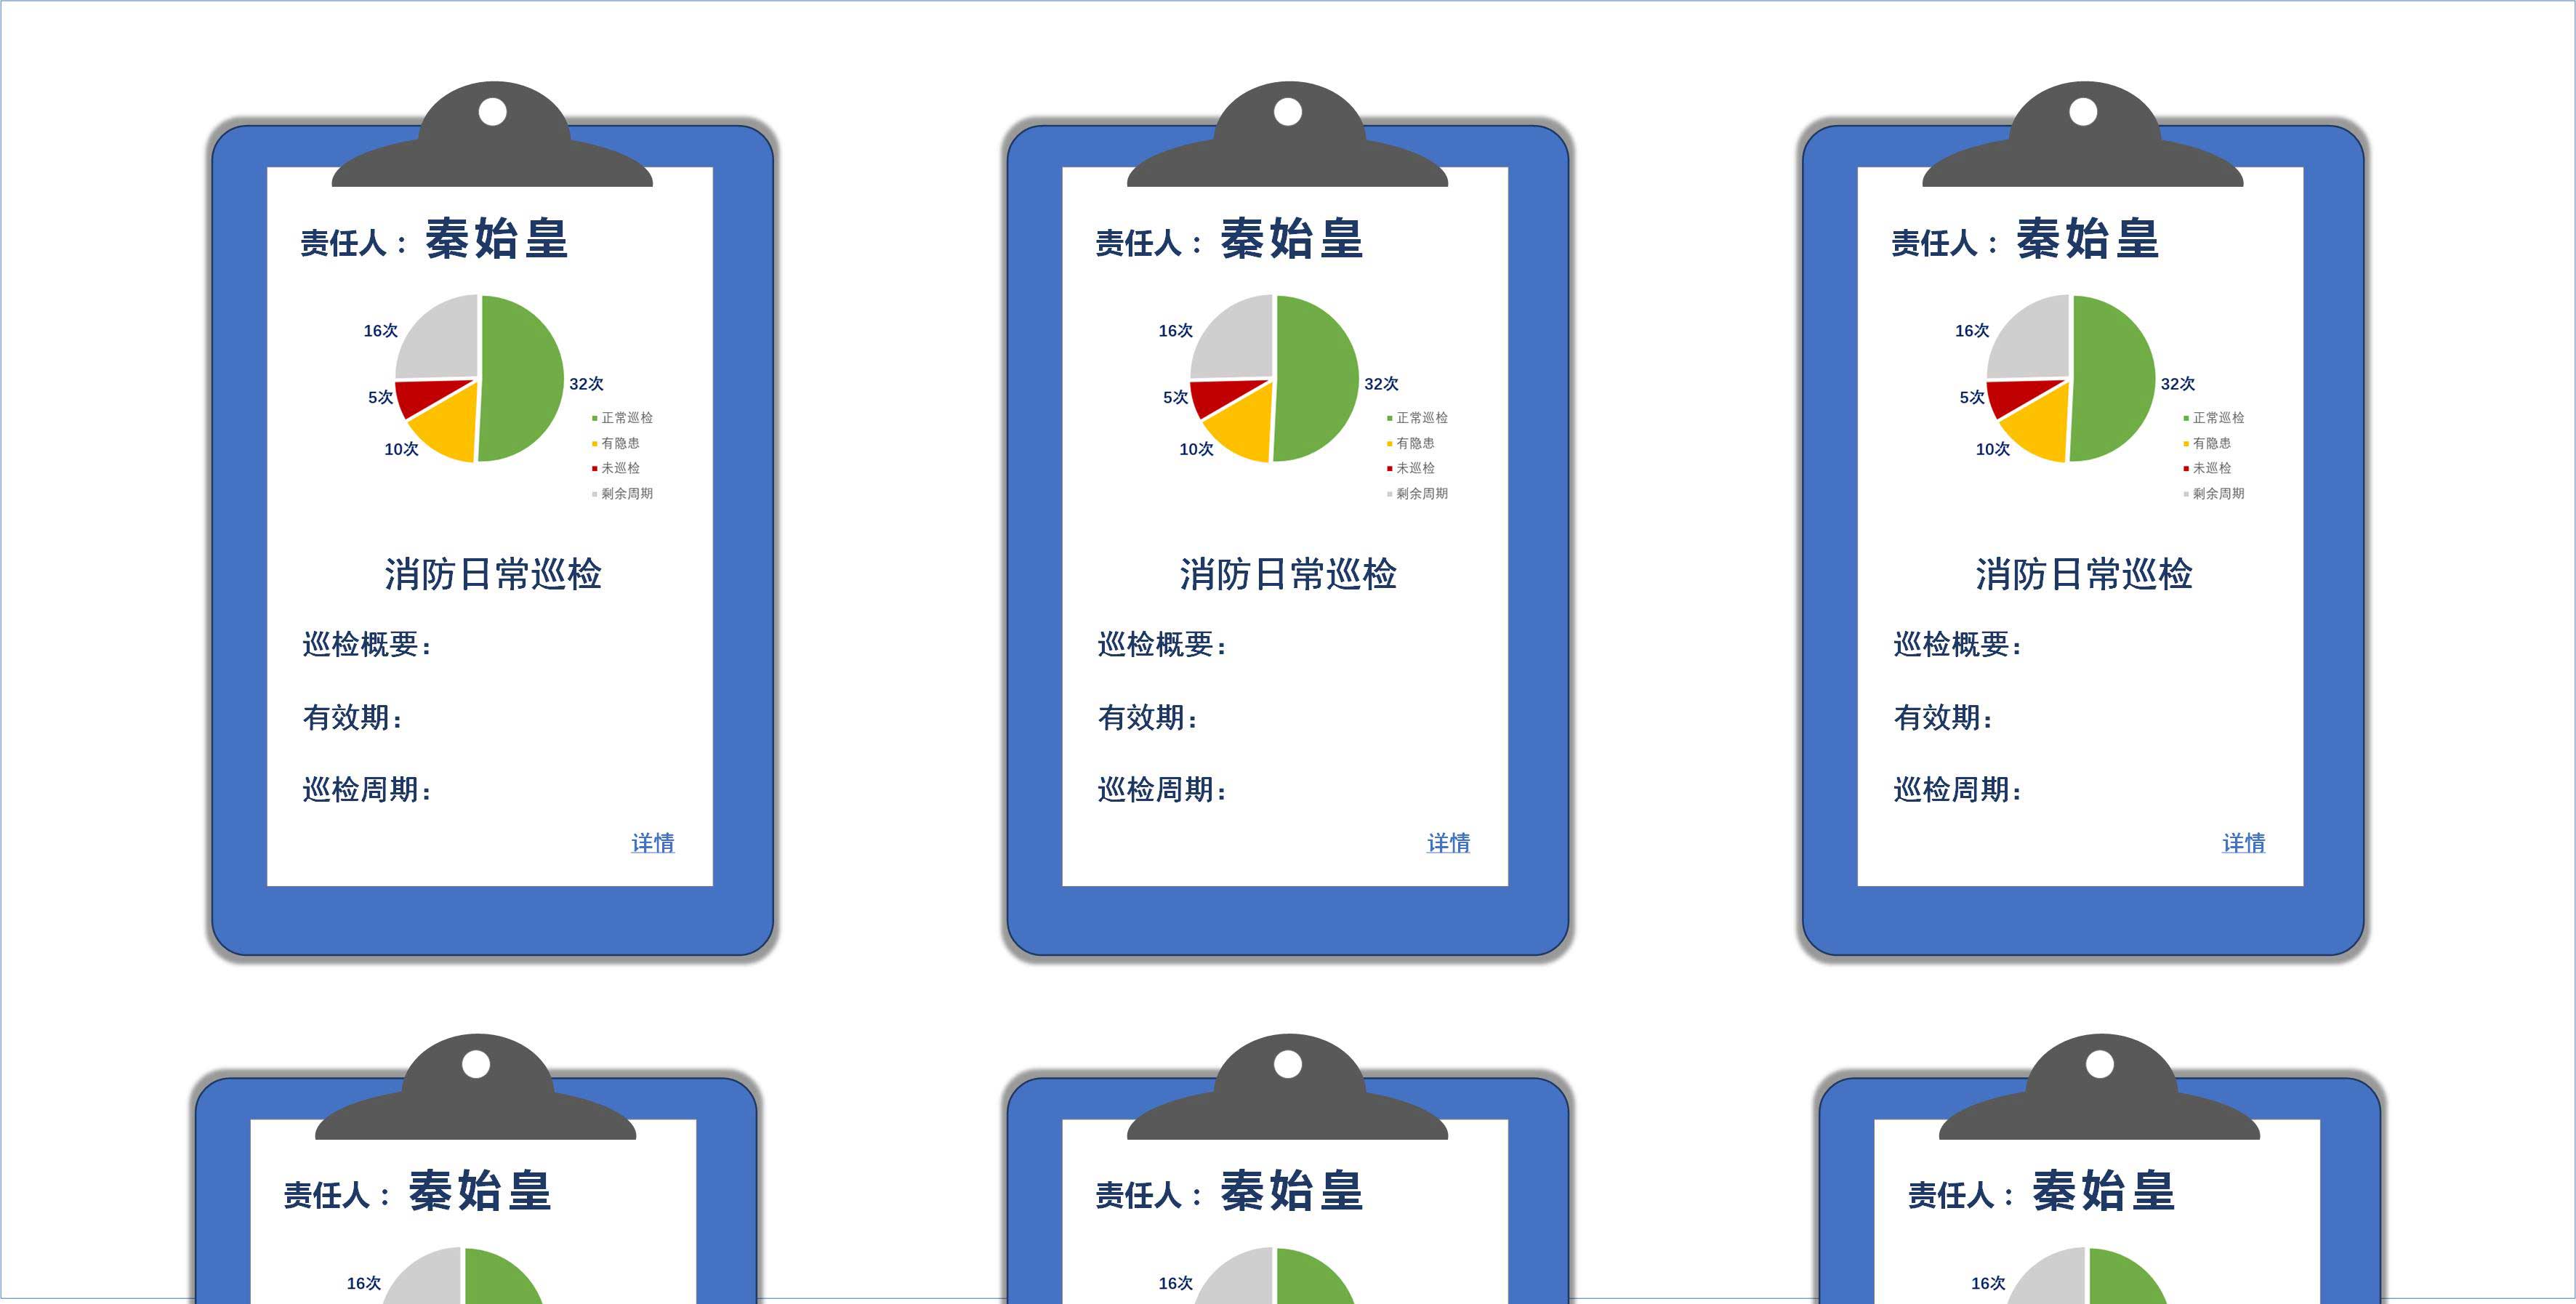 责任人：秦始皇
16次
32次
5次
10次
正常巡检
有隐患
未巡检
剩余周期
消防日常巡检
巡检概要：
有效期：
巡检周期：
详情
责任人：秦始皇
16次
32次
5次
10次
正常巡检
有隐患
未巡检
剩余周期
消防日常巡检
巡检概要：
有效期：
巡检周期：
详情
责任人：秦始皇
16次
32次
5次
10次
正常巡检
有隐患
未巡检
剩余周期
消防日常巡检
巡检概要：
有效期：
巡检周期：
详情
责任人：秦始皇
16次
责任人：秦始皇
16次
责任人：秦始皇
16次